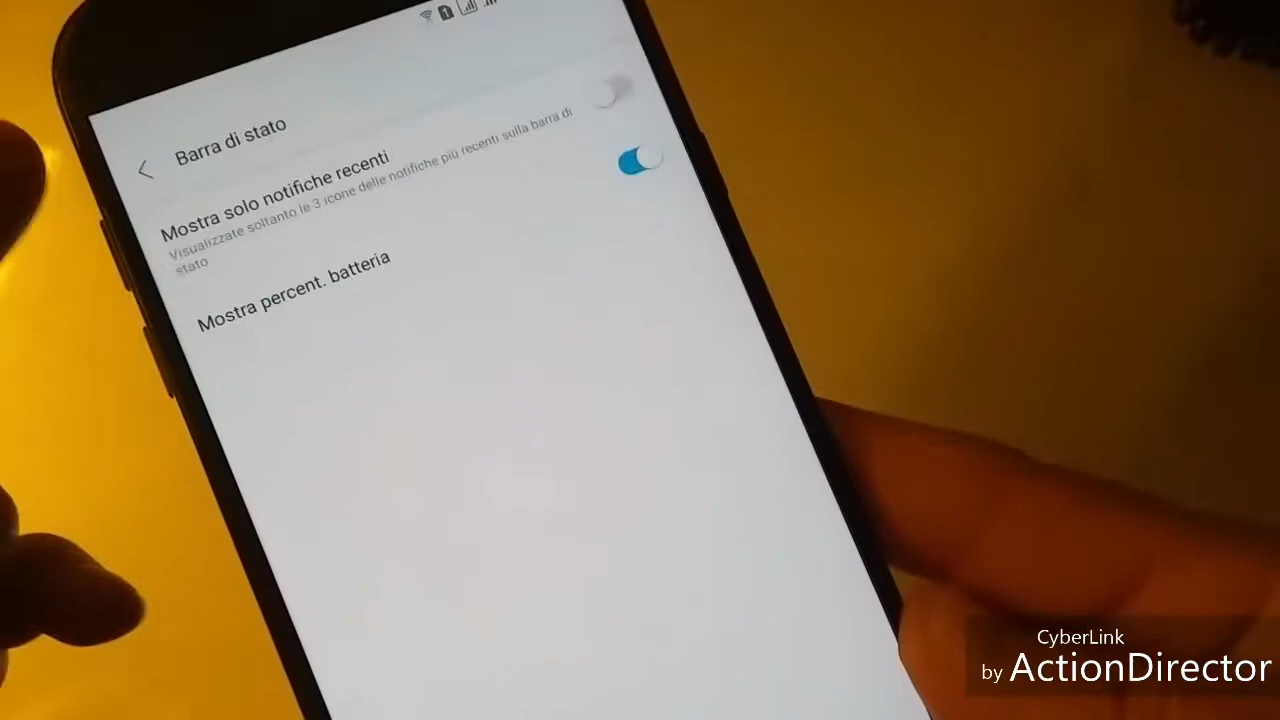 Barra di stato
Mostra solo notifiche recenti
Visualizzate soltanto le 3 icone delle notifiche più recenti sulla barra di
stato
Mostra percent. batteria
CyberLink
by ActionDirector